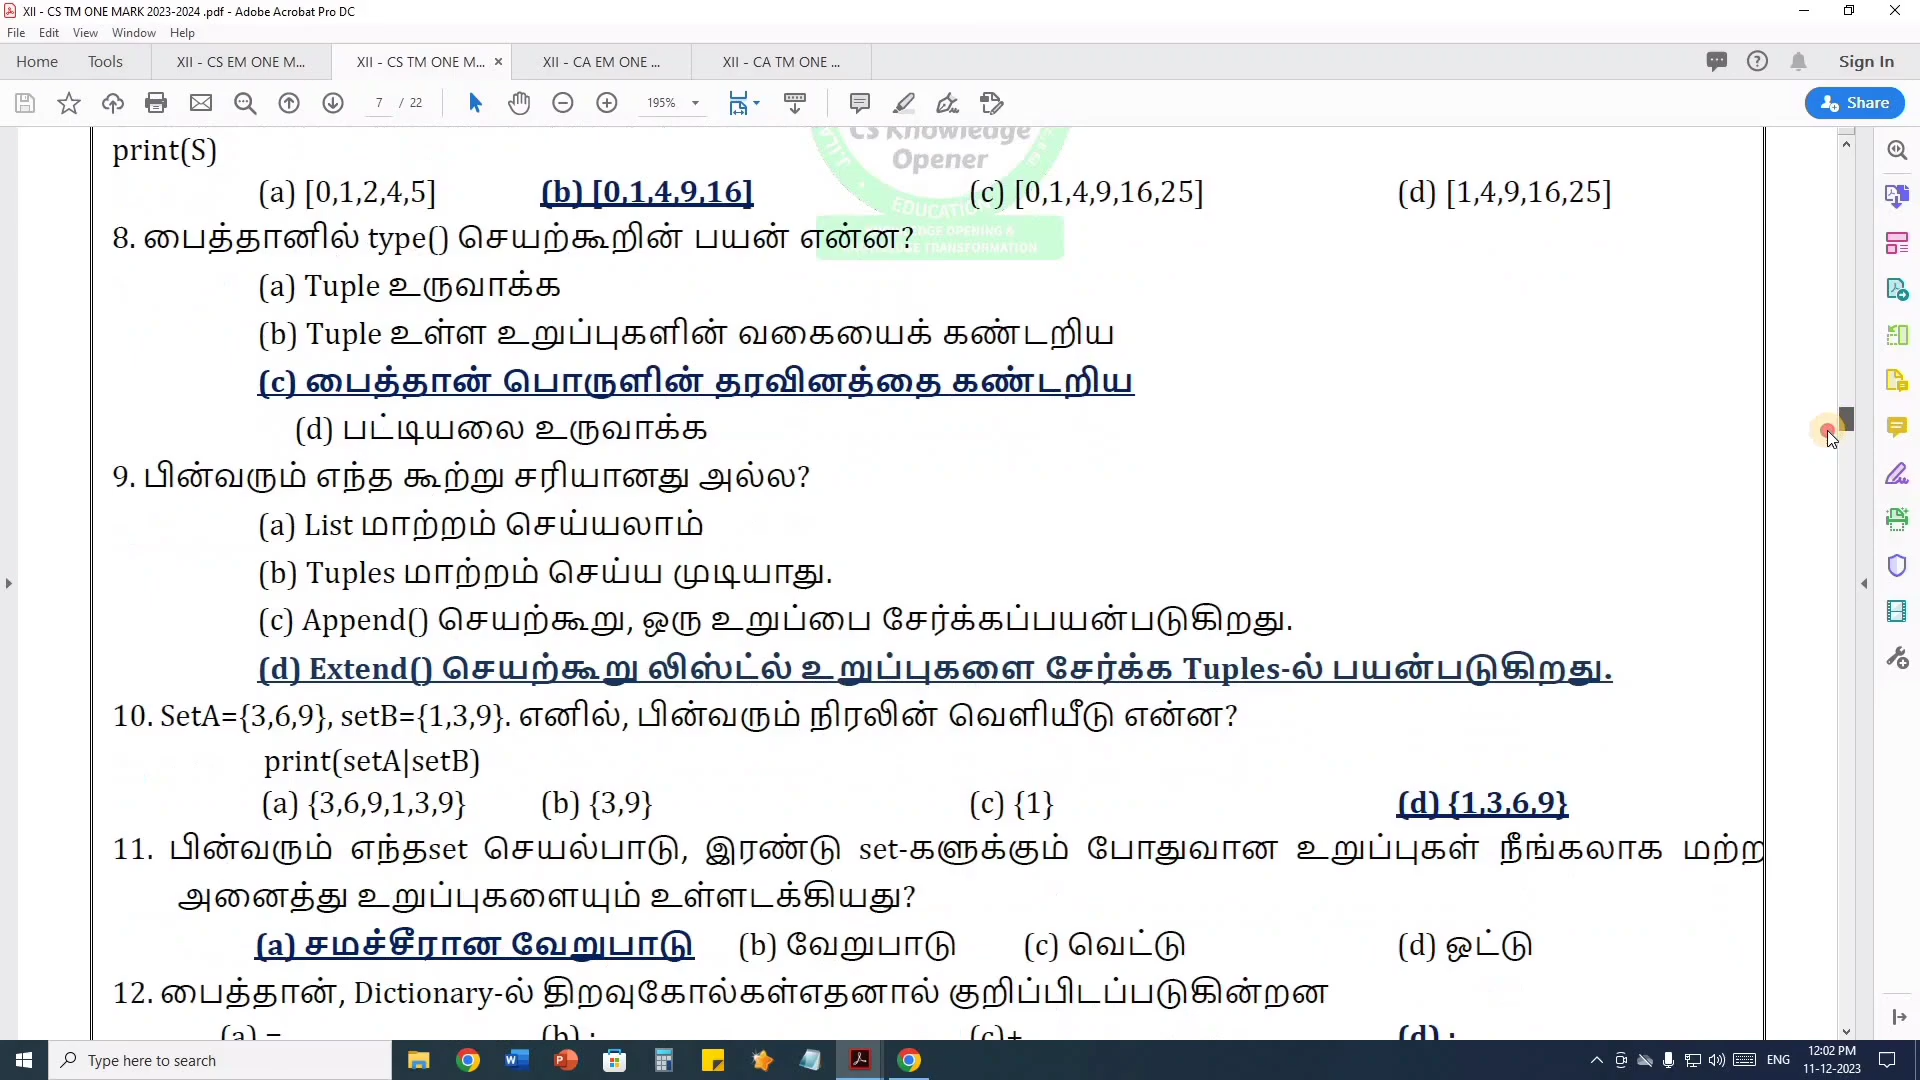 XII - CS TM ONE MARK 2023-2024 .pdf - Adobe Acrobat Pro DC
File Edit View Window Help
Home Tools XII - CS EM ONE M... XII - CS TM ONE M... × XII - CA EM ONE ... XII - CA TM ONE ... Sign In
7 / 22 195% Share
CS Knowledge
Opener
print(S)
(a) [0,1,2,4,5] (b) [0,1,4,9,16] (c) [0,1,4,9,16,25] (d) [1,4,9,16,25]
8. பைத்தானில் type() செயற்கூறின் பயன் என்ன?
(a) Tuple உருவாக்க
(b) Tuple உள்ள உறுப்புகளின் வகையைக் கண்டறிய
(c) பைத்தான் பொருளின் தரவினத்தை கண்டறிய
(d) பட்டியலை உருவாக்க
9. பின்வரும் எந்த கூற்று சரியானது அல்ல?
(a) List மாற்றம் செய்யலாம்
(b) Tuples மாற்றம் செய்ய முடியாது.
(c) Append() செயற்கூறு, ஒரு உறுப்பை சேர்க்கப்பயன்படுகிறது.
(d) Extend() செயற்கூறு லிஸ்ட்ல் உறுப்புகளை சேர்க்க Tuples-ல் பயன்படுகிறது.
10. SetA={3,6,9}, setB={1,3,9}. எனில், பின்வரும் நிரலின் வெளியீடு என்ன?
print(setA|setB)
(a) {3,6,9,1,3,9} (b) {3,9} (c) {1} (d) {1,3,6,9}
11. பின்வரும் எந்தset செயல்பாடு, இரண்டு set-களுக்கும் போதுவான உறுப்புகள் நீங்கலாக மற்ற
அனைத்து உறுப்புகளையும் உள்ளடக்கியது?
(a) சமச்சீரான வேறுபாடு (b) வேறுபாடு (c) வெட்டு (d) ஒட்டு
12. பைத்தான், Dictionary-ல் திறவுகோல்கள்எதனால் குறிப்பிடப்படுகின்றன
(a) = (b) (c)+ (d)
Type here to search ENG 12:02 PM
11-12-2023